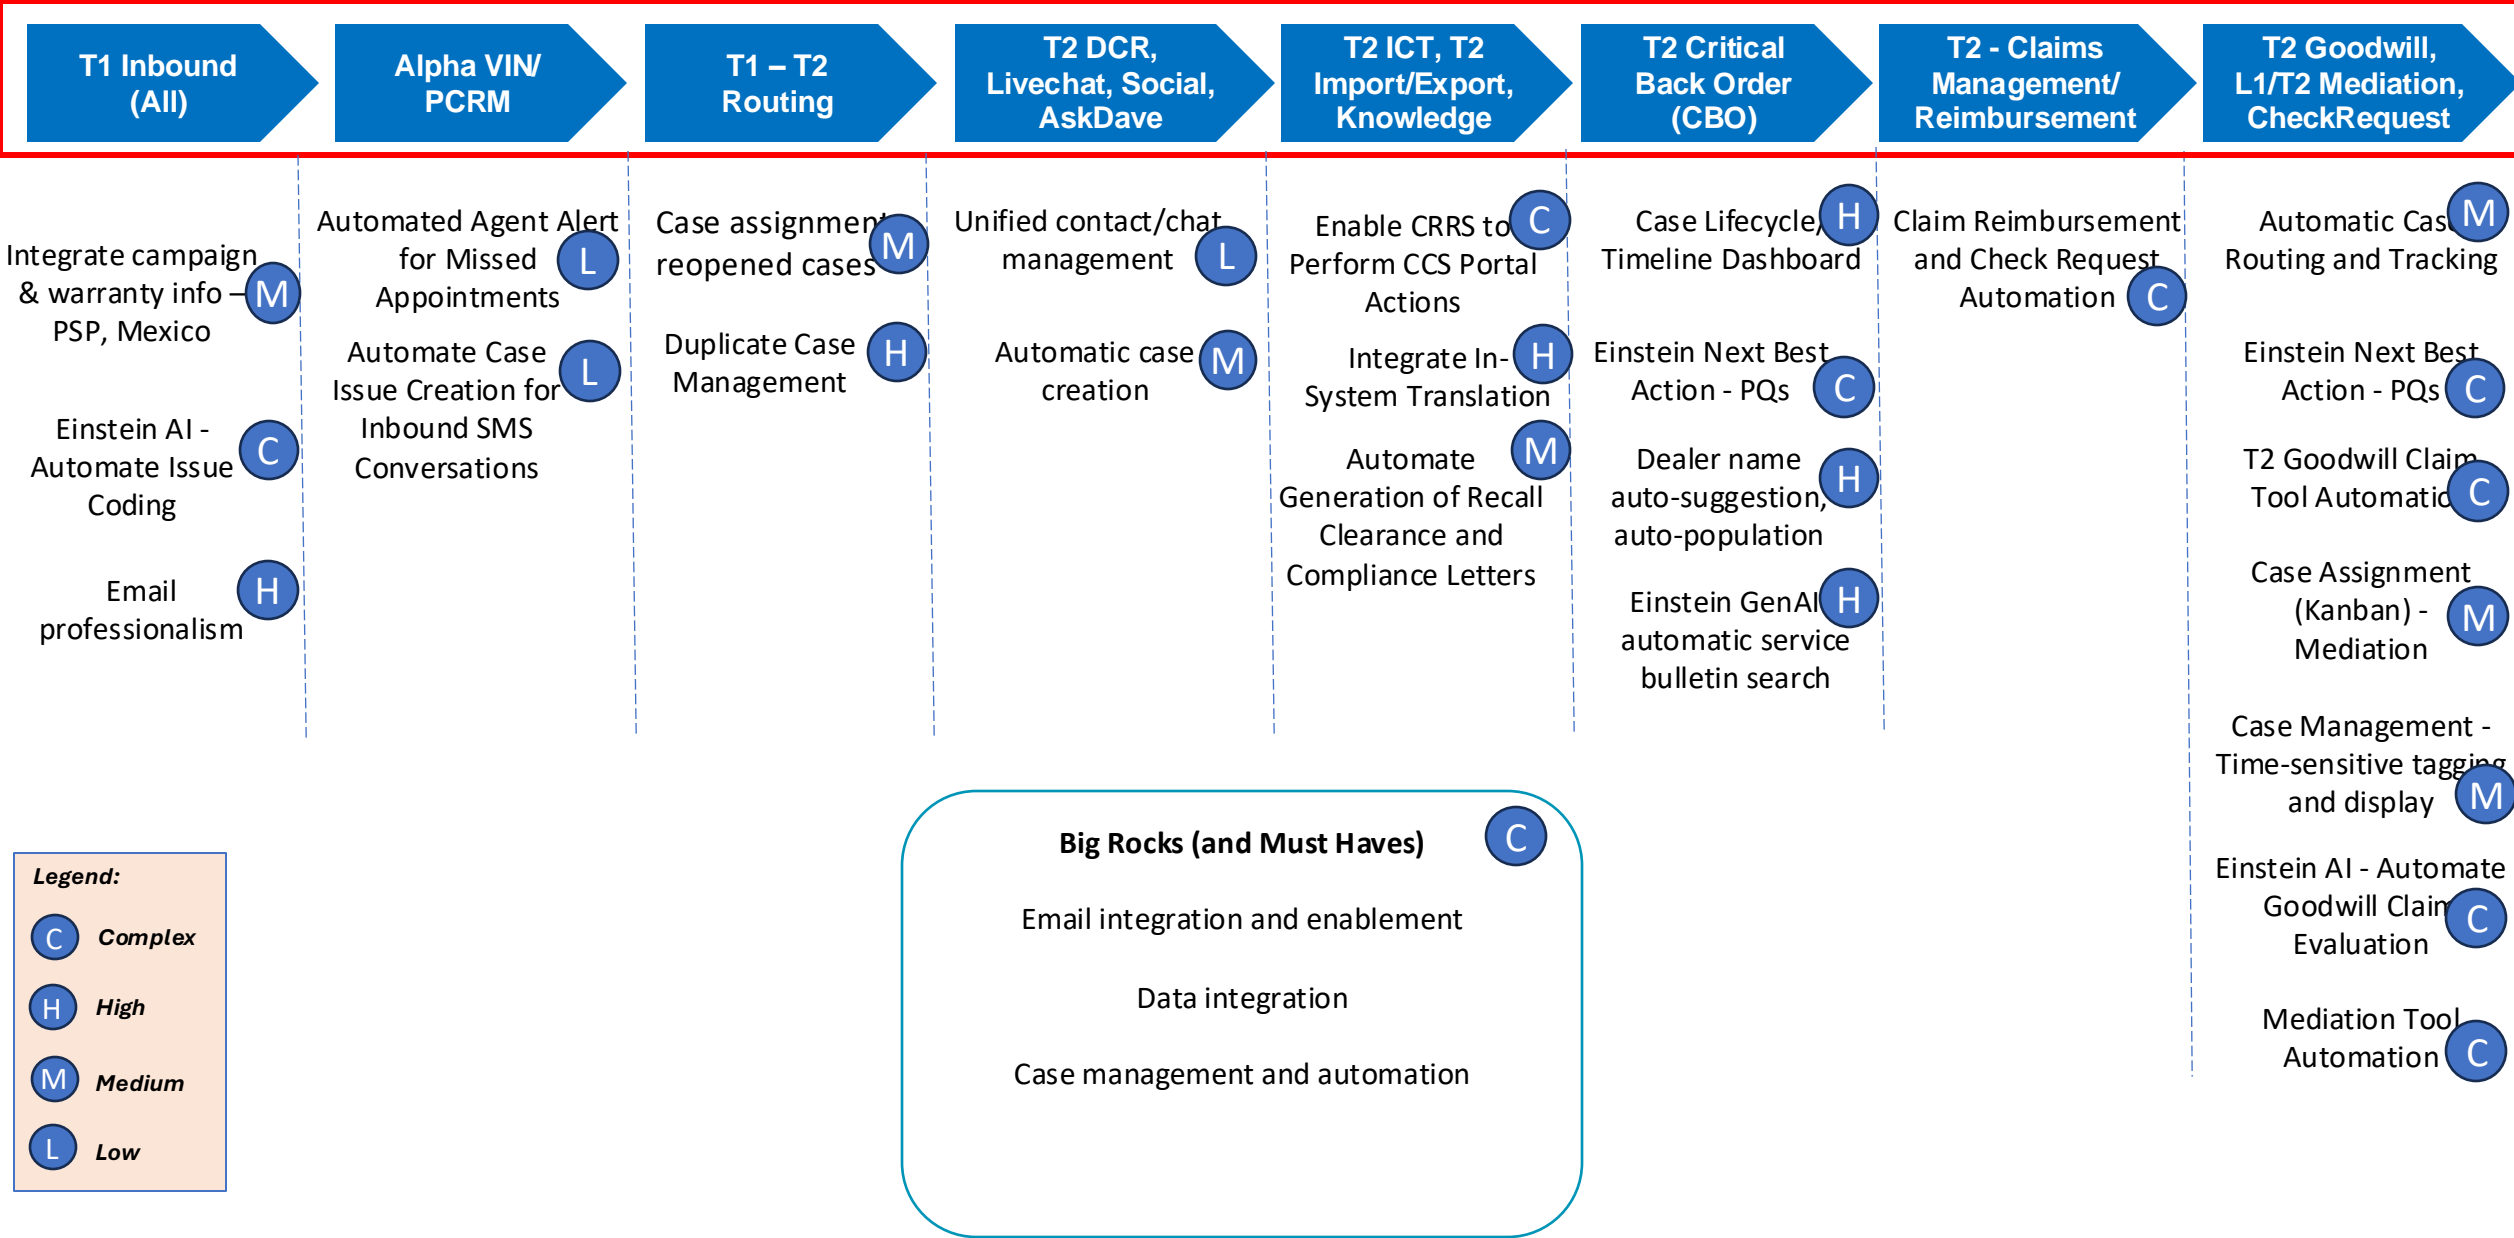 T1 Inbound
(All)
Alpha VIN/
PCRM
T1 – T2
Routing
T2 DCR,
Livechat, Social,
AskDave
T2 ICT, T2
Import/Export,
Knowledge
T2 Critical
Back Order
(CBO)
T2 - Claims
Management/
Reimbursement
T2 Goodwill,
L1/T2 Mediation,
CheckRequest
Integrate campaign
& warranty info –
PSP, Mexico
M
Einstein AI -
Automate Issue
Coding
C
Email
professionalism
H
Automated Agent Alert
for Missed
Appointments
L
Automate Case
Issue Creation for
Inbound SMS
Conversations
L
Case assignment
reopened cases
M
Duplicate Case
Management
H
Unified contact/chat
management
L
Automatic case
creation
M
Enable CRRS to
Perform CCS Portal
Actions
C
Integrate In-
System Translation
H
Automate
Generation of Recall
Clearance and
Compliance Letters
M
Case Lifecycle/
Timeline Dashboard
H
Einstein Next Best
Action - PQs
C
Dealer name
auto-suggestion,
auto-population
H
Einstein GenAI
automatic service
bulletin search
H
Claim Reimbursement
and Check Request
Automation
C
Automatic Case
Routing and Tracking
M
Einstein Next Best
Action - PQs
C
T2 Goodwill Claim
Tool Automatic
C
Case Assignment
(Kanban) -
Mediation
M
Case Management -
Time-sensitive tagging
and display
M
Einstein AI - Automate
Goodwill Claim
Evaluation
C
Mediation Tool
Automation
C
Big Rocks (and Must Haves)
C
Email integration and enablement
Data integration
Case management and automation
Legend:
C Complex
H High
M Medium
L Low